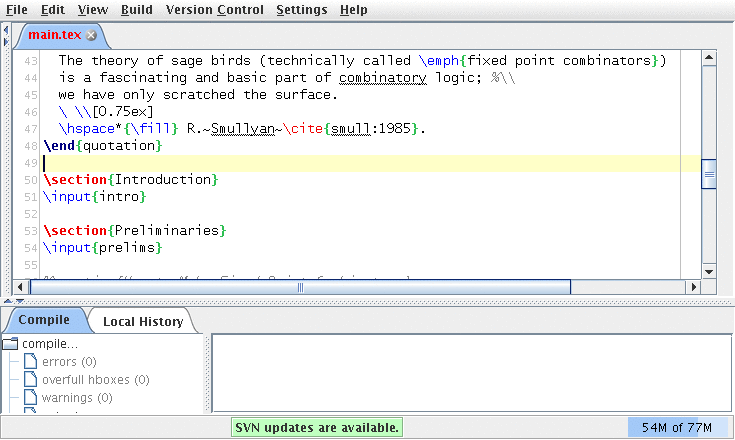 File Edit View Build Version Control Settings Help
main.tex
43 The theory of sage birds (technically called \emph{fixed point combinators})
44 is a fascinating and basic part of combinatory logic; %\\
45 we have only scratched the surface.
46 \ \\[0.75ex]
47 \hspace*{\fill} R.~Smullyan~\cite{smull:1985}.
48 \end{quotation}
49
50 \section{Introduction}
51 \input{intro}
52
53 \section{Preliminaries}
54 \input{prelims}
55
Compile Local History
compile...
errors (0)
overfull hboxes (0)
warnings (0)
SVN updates are available.
54M of 77M